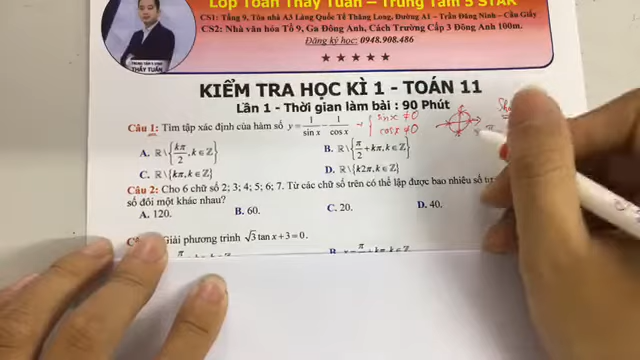 Lớp Toán Thầy Tuấn – Trung Tâm 5 STAR
CS1: Tầng 9, Tòa nhà A3 Làng Quốc Tế Thăng Long, Đường A1 – Trần Đăng Ninh – Cầu Giấy
CS2: Nhà văn hóa Tổ 9, Ga Đông Anh, Cách Trường Cấp 3 Đông Anh 100m.
Đăng ký học: 0948.908.486
THẦY TUẤN
KIỂM TRA HỌC KÌ 1 - TOÁN 11
Lần 1 - Thời gian làm bài : 90 Phút
Câu 1: Tìm tập xác định của hàm số y = 1/sin x − 1/cos x → { sinx ≠ 0
cosx ≠ 0
A. ℝ\{kπ/2, k∈ℤ} B. ℝ\{π/2 + kπ, k∈ℤ}
C. ℝ\{kπ, k∈ℤ} D. ℝ\{k2π, k∈ℤ}
Câu 2: Cho 6 chữ số 2; 3; 4; 5; 6; 7. Từ các chữ số trên có thể lập được bao nhiêu số
số đôi một khác nhau?
A. 120. B. 60. C. 20. D. 40.
Giải phương trình √3 tan x + 3 = 0.